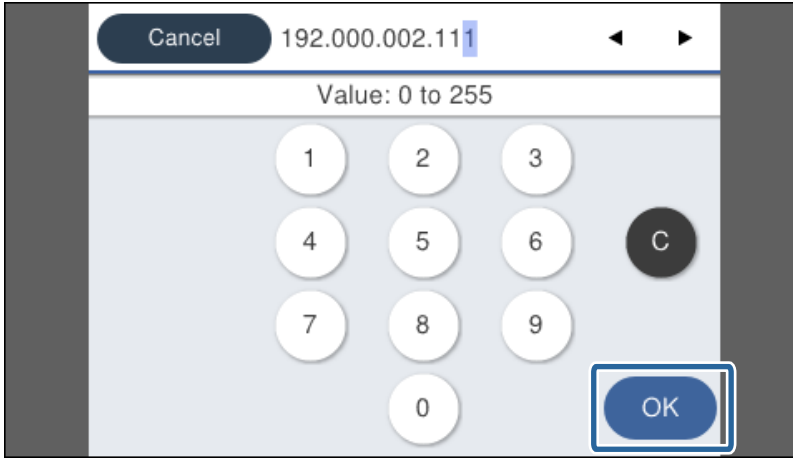 Cancel 192.000.002.111 ◀ ▶
Value: 0 to 255
1 2 3
4 5 6 C
7 8 9
0 OK